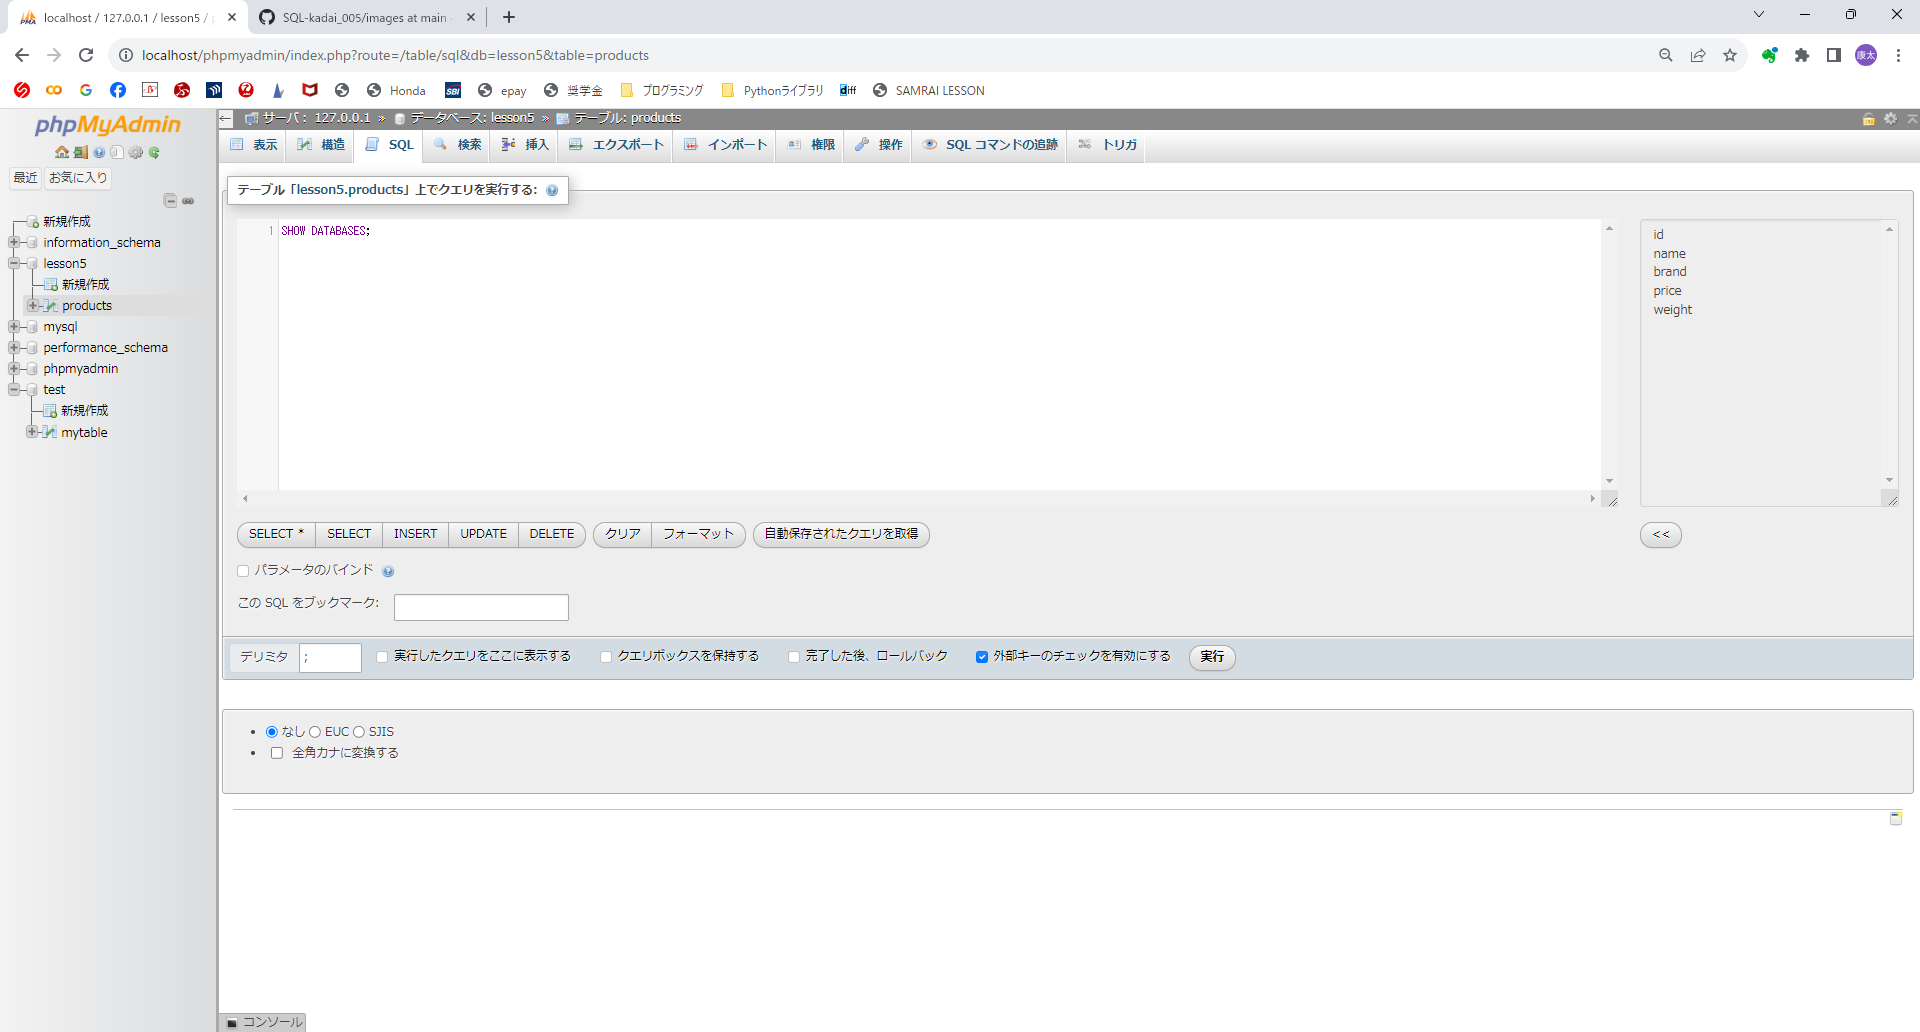 localhost / 127.0.0.1 / lesson5 /
SQL-kadai_005/images at main
localhost/phpmyadmin/index.php?route=/table/sql&db=lesson5&table=products
康太
Honda
SBI
epay
奨学金
プログラミング
Pythonライブラリ
diff
SAMRAI LESSON
phpMyAdmin
最近
お気に入り
新規作成
information_schema
lesson5
新規作成
products
mysql
performance_schema
phpmyadmin
test
新規作成
mytable
サーバ: 127.0.0.1 » データベース: lesson5 » テーブル: products
表示 構造 SQL 検索 挿入 エクスポート インポート 権限 操作 SQL コマンドの追跡 トリガ
テーブル「lesson5.products」上でクエリを実行する:
1 SHOW DATABASES;
id
name
brand
price
weight
SELECT * SELECT INSERT UPDATE DELETE クリア フォーマット 自動保存されたクエリを取得 <<
パラメータのバインド
この SQL をブックマーク:
デリミタ ; 実行したクエリをここに表示する クエリボックスを保持する 完了した後、ロールバック 外部キーのチェックを有効にする 実行
なし EUC SJIS
全角カナに変換する
コンソール